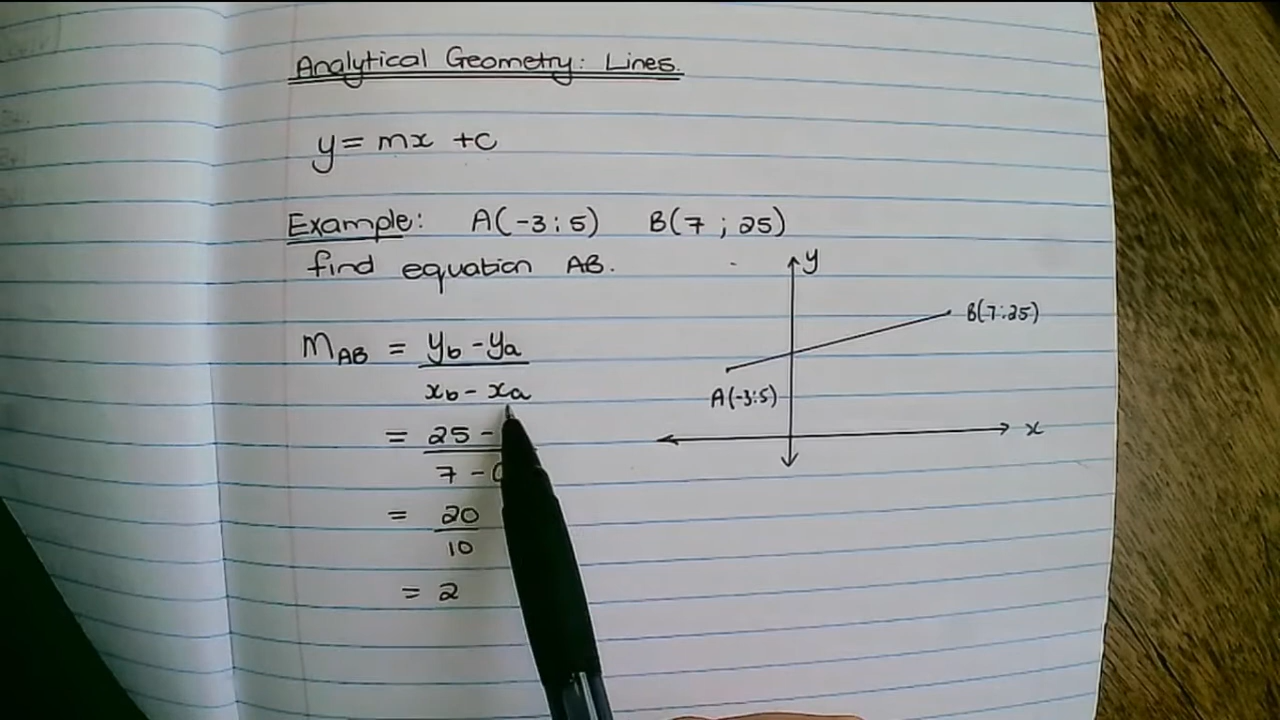 Analytical Geometry: Lines.
y = mx + c
Example: A(-3;5) B(7 ; 25)
find equation AB.
y
B(7;25)
A(-3;5)
x
m_AB = y_b - y_a
x_b - x_a
= 25 -
7 - (
= 20
10
= 2